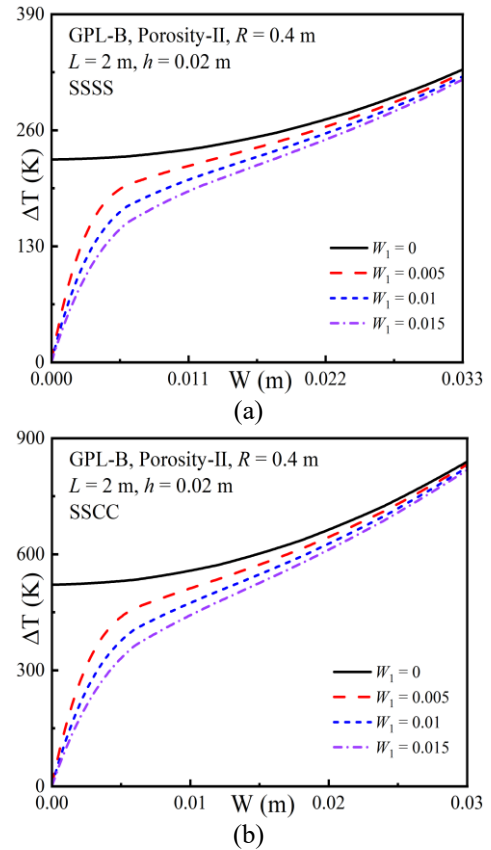 390
GPL-B, Porosity-II, R = 0.4 m
L = 2 m, h = 0.02 m
SSSS
260
ΔT (K)
130
W₁ = 0
W₁ = 0.005
W₁ = 0.01
W₁ = 0.015
0
0.000 0.011 0.022 0.033
W (m)
(a)
900
GPL-B, Porosity-II, R = 0.4 m
L = 2 m, h = 0.02 m
SSCC
600
ΔT (K)
300
W₁ = 0
W₁ = 0.005
W₁ = 0.01
W₁ = 0.015
0
0.00 0.01 0.02 0.03
W (m)
(b)